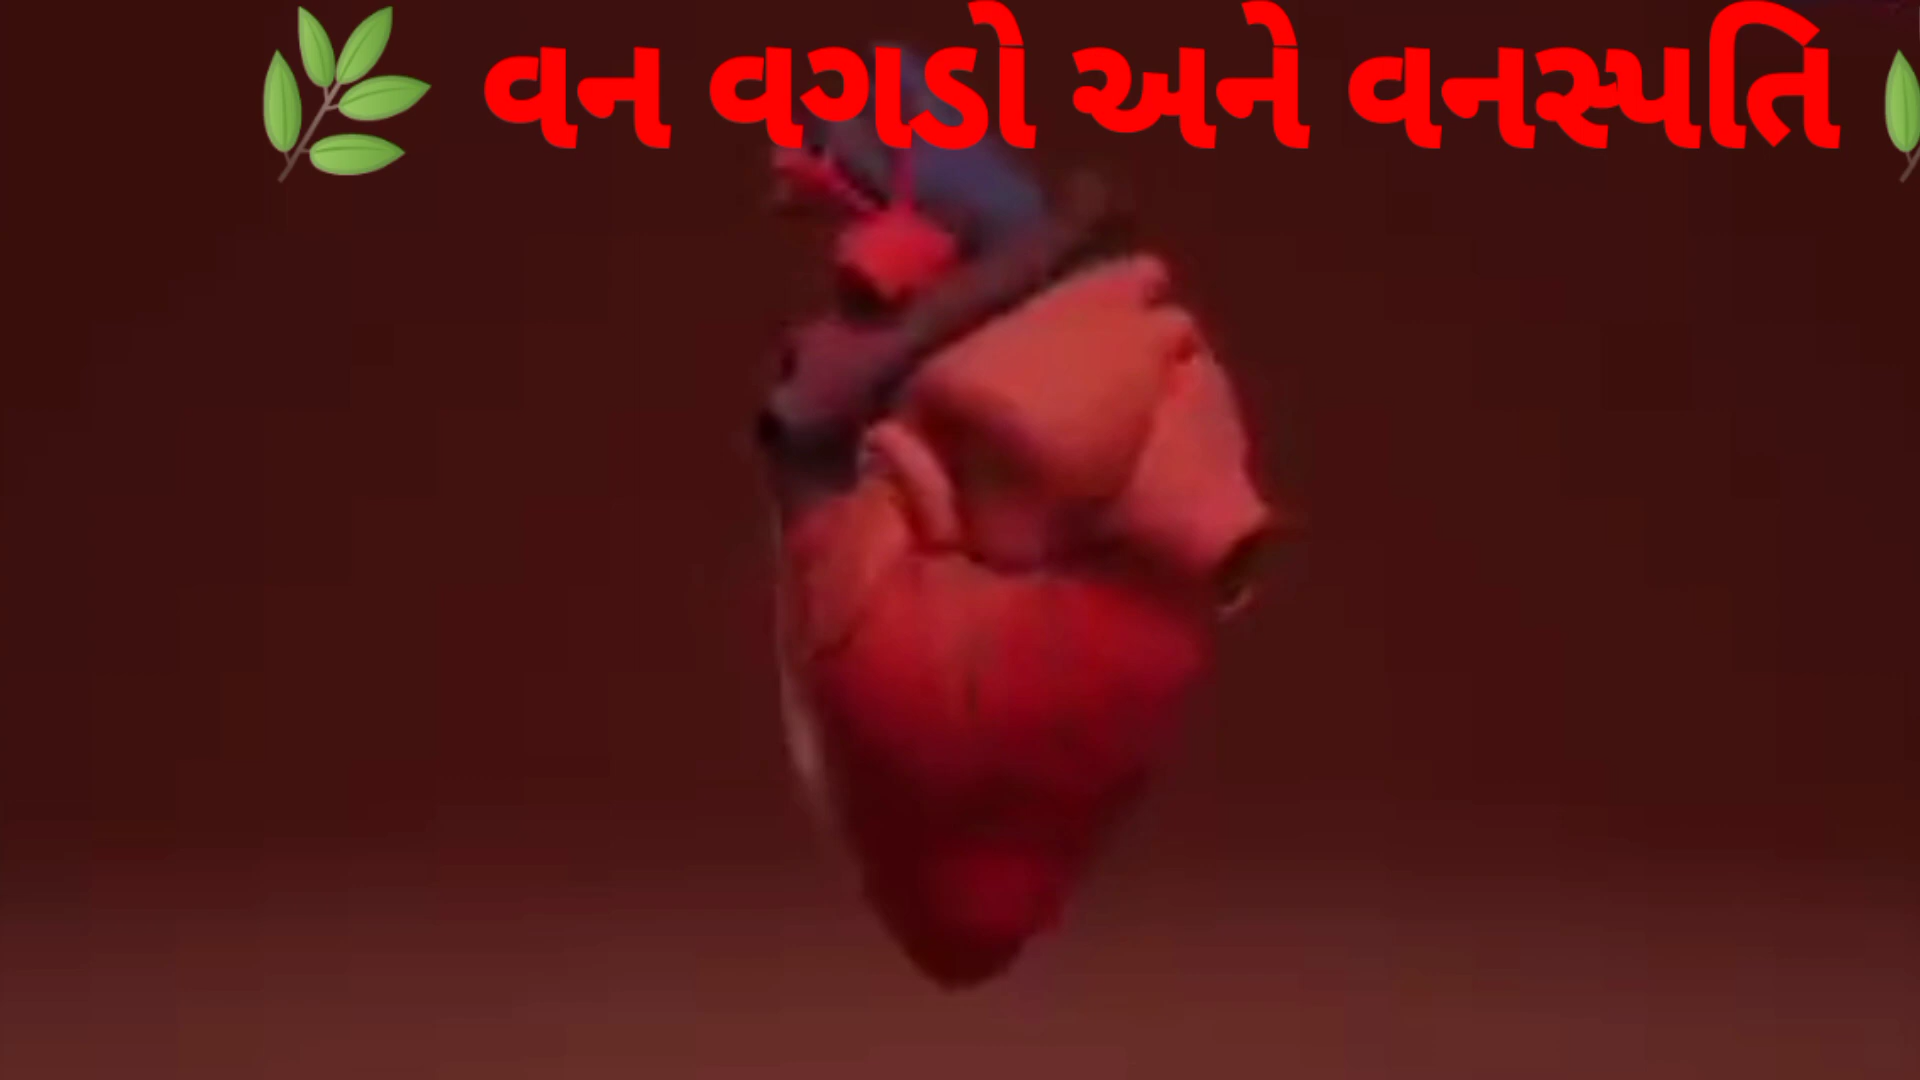 🌿 વન વગડો અને વનસ્પતિ 🌿